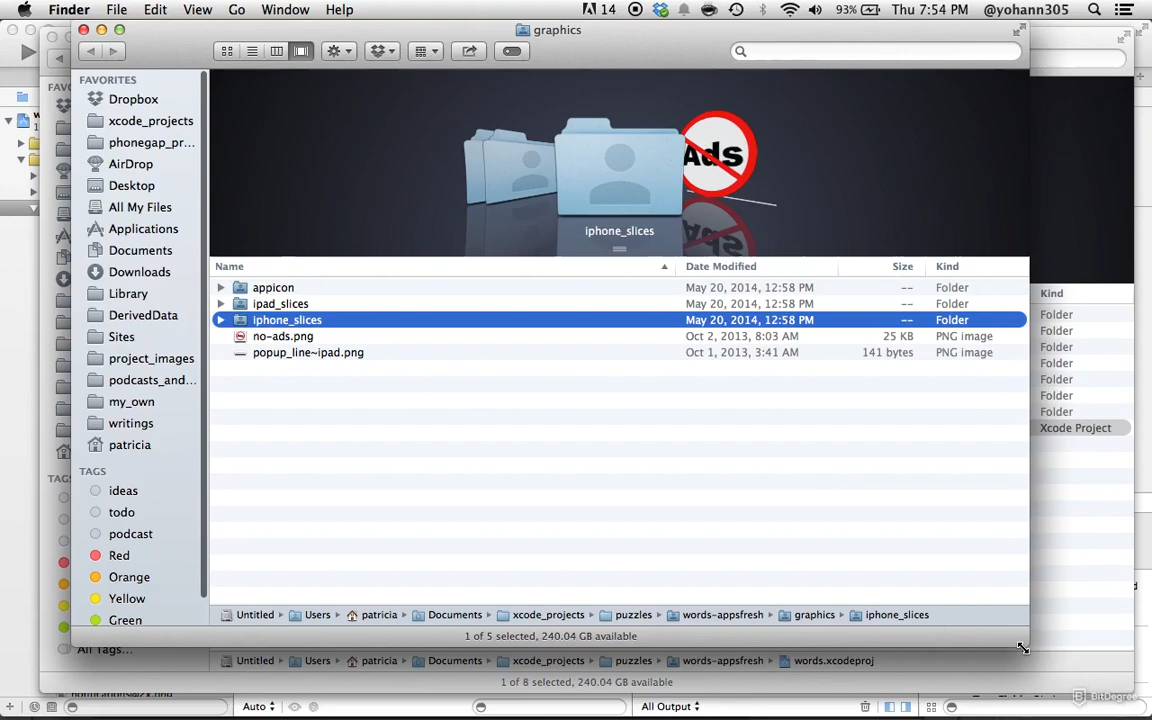 Finder File Edit View Go Window Help 14 93% Thu 7:54 PM @yohann305
graphics
FAVORITES
Dropbox
xcode_projects
phonegap_pr...
AirDrop
Desktop
All My Files
Applications
Documents
Downloads
Library
DerivedData
Sites
project_images
podcasts_and...
my_own
writings
patricia
TAGS
ideas
todo
podcast
Red
Orange
Yellow
Green
All Tags...
Ads
iphone_slices
Name Date Modified Size Kind
appicon May 20, 2014, 12:58 PM -- Folder
ipad_slices May 20, 2014, 12:58 PM -- Folder
iphone_slices May 20, 2014, 12:58 PM -- Folder
no-ads.png Oct 2, 2013, 8:03 AM 25 KB PNG image
popup_line~ipad.png Oct 1, 2013, 3:41 AM 141 bytes PNG image
Untitled Users patricia Documents xcode_projects puzzles words-appsfresh graphics iphone_slices
1 of 5 selected, 240.04 GB available
Kind
Folder
Folder
Folder
Folder
Folder
Folder
Folder
Xcode Project
Untitled Users patricia Documents xcode_projects puzzles words-appsfresh words.xcodeproj
1 of 8 selected, 240.04 GB available
Auto All Output
BitDegree